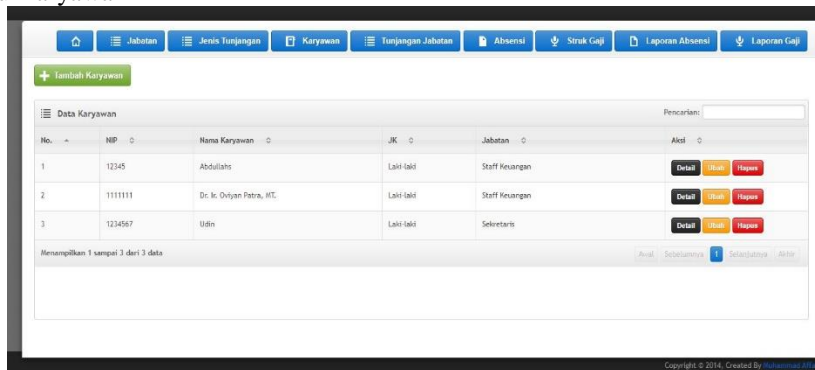 Jabatan Jenis Tunjangan Karyawan Tunjangan Jabatan Absensi Struk Gaji Laporan Absensi Laporan Gaji
Tambah Karyawan
Data Karyawan Pencarian:
No. NIP Nama Karyawan JK Jabatan Aksi
1 12345 Abdullahs Laki-laki Staff Keuangan Detail Ubah Hapus
2 1111111 Dr. Ir. Oviyan Patra, MT. Laki-laki Staff Keuangan Detail Ubah Hapus
3 1234567 Udin Laki-laki Sekretaris Detail Ubah Hapus
Menampilkan 1 sampai 3 dari 3 data Awal Sebelumnya 1 Selanjutnya Akhir
Copyright © 2014, Created By Muhammad